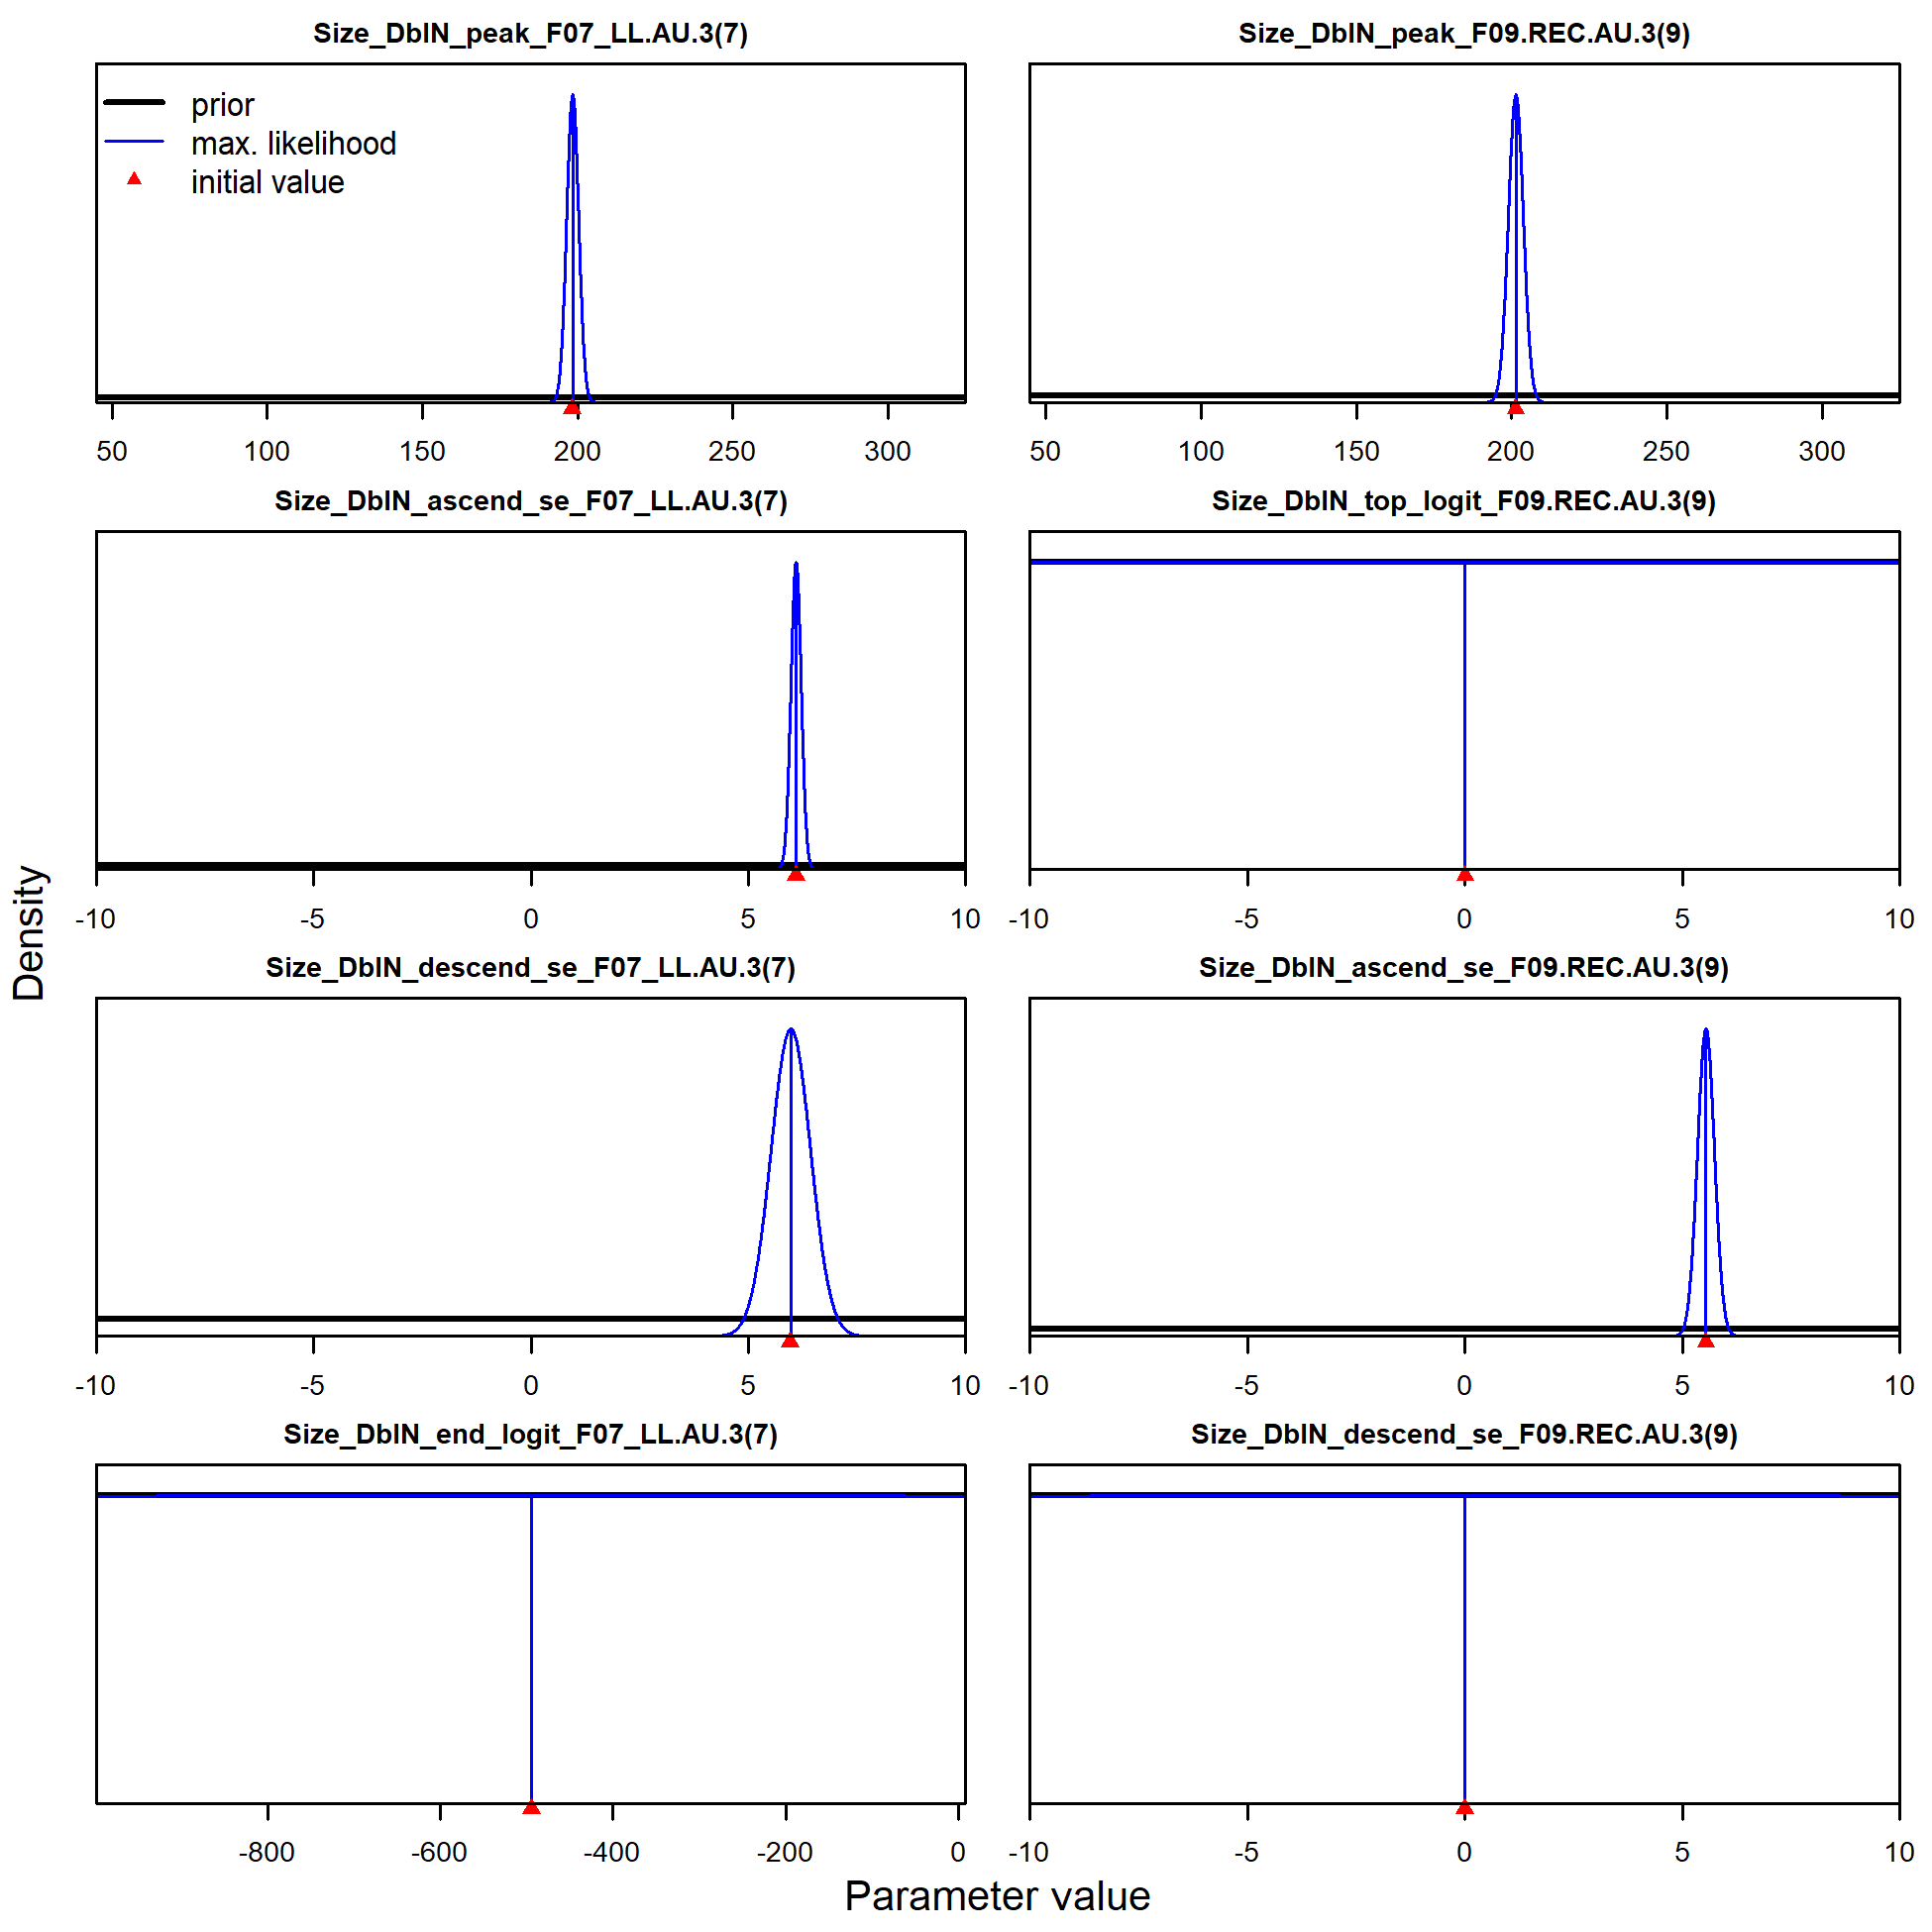 Size_DblN_peak_F07_LL.AU.3(7)
prior
max. likelihood
initial value
50 100 150 200 250 300
Size_DblN_peak_F09.REC.AU.3(9)
50 100 150 200 250 300
Size_DblN_ascend_se_F07_LL.AU.3(7)
-10 -5 0 5 10
Size_DblN_top_logit_F09.REC.AU.3(9)
-10 -5 0 5 10
Size_DblN_descend_se_F07_LL.AU.3(7)
-10 -5 0 5 10
Size_DblN_ascend_se_F09.REC.AU.3(9)
-10 -5 0 5 10
Size_DblN_end_logit_F07_LL.AU.3(7)
-800 -600 -400 -200 0
Size_DblN_descend_se_F09.REC.AU.3(9)
-10 -5 0 5 10
Density
Parameter value